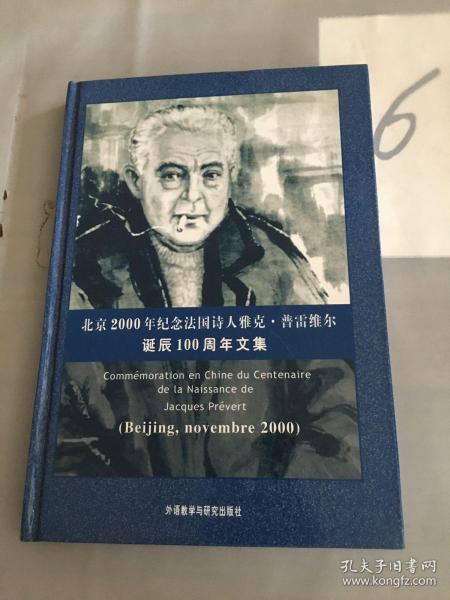 6
北京2000年纪念法国诗人雅克·普雷维尔
诞辰100周年文集
Commémoration en Chine du Centenaire
de la Naissance de
Jacques Prévert
(Beijing, novembre 2000)
外语教学与研究出版社
孔夫子旧书网
www.kongfz.com